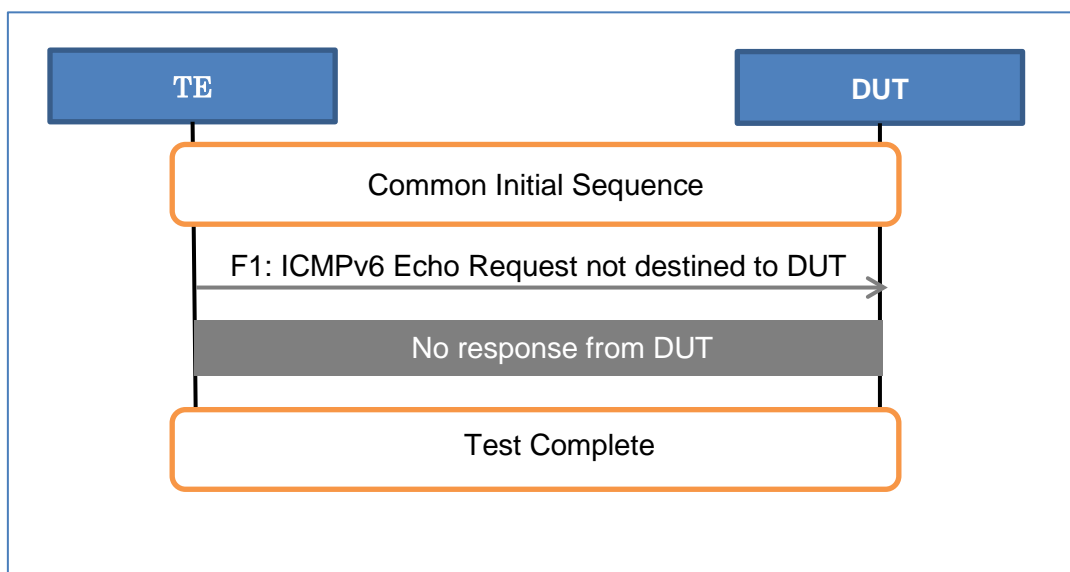 TE
DUT
Common Initial Sequence
F1: ICMPv6 Echo Request not destined to DUT
No response from DUT
Test Complete